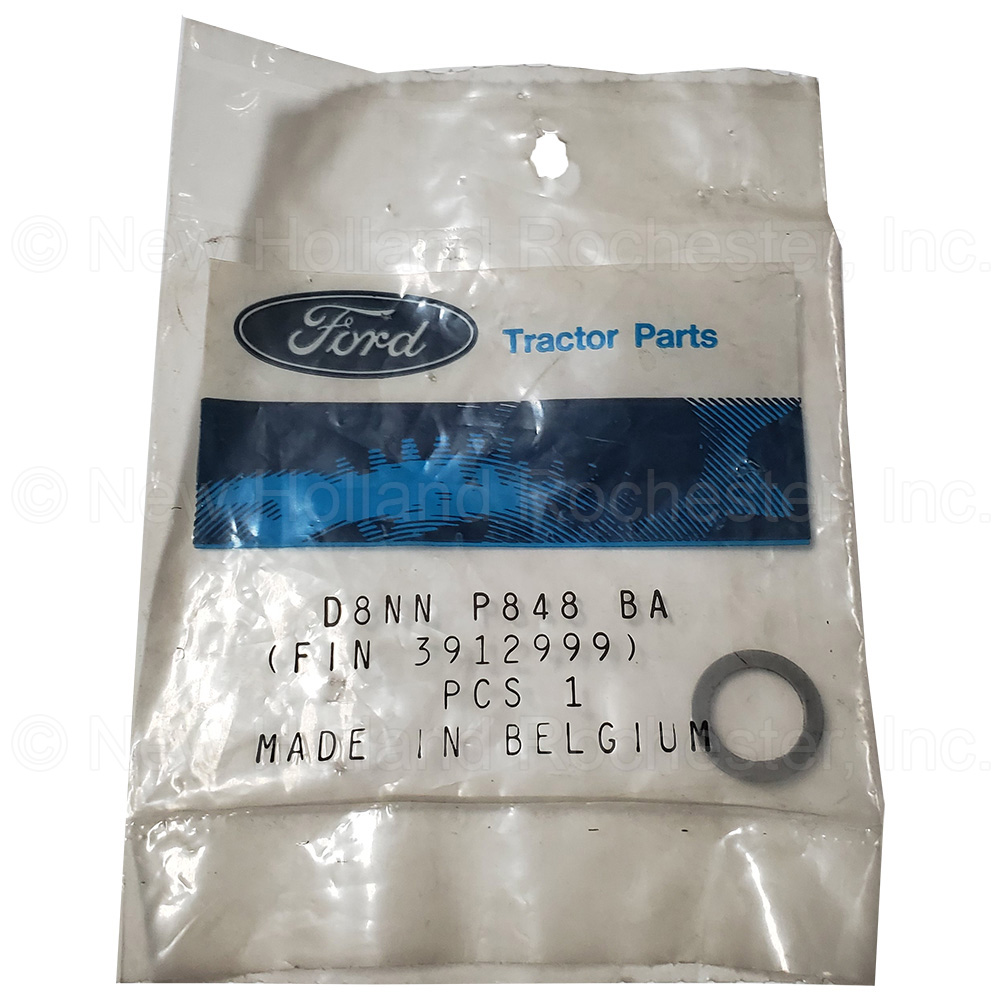 © New Holland Rochester, Inc.
Ford Tractor Parts
© New Holland Rochester, Inc.
D8NN P848 BA
(FIN 3912999)
PCS 1
MADE IN BELGIUM
© New Holland Rochester, Inc.